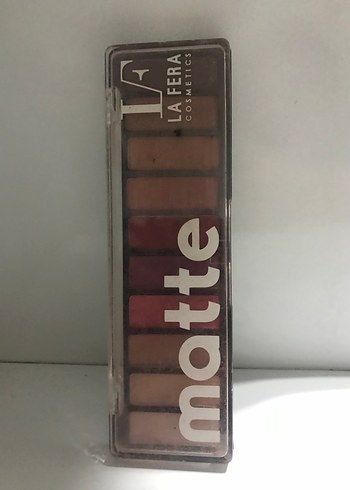 LF
LA FERA
COSMETICS
matte